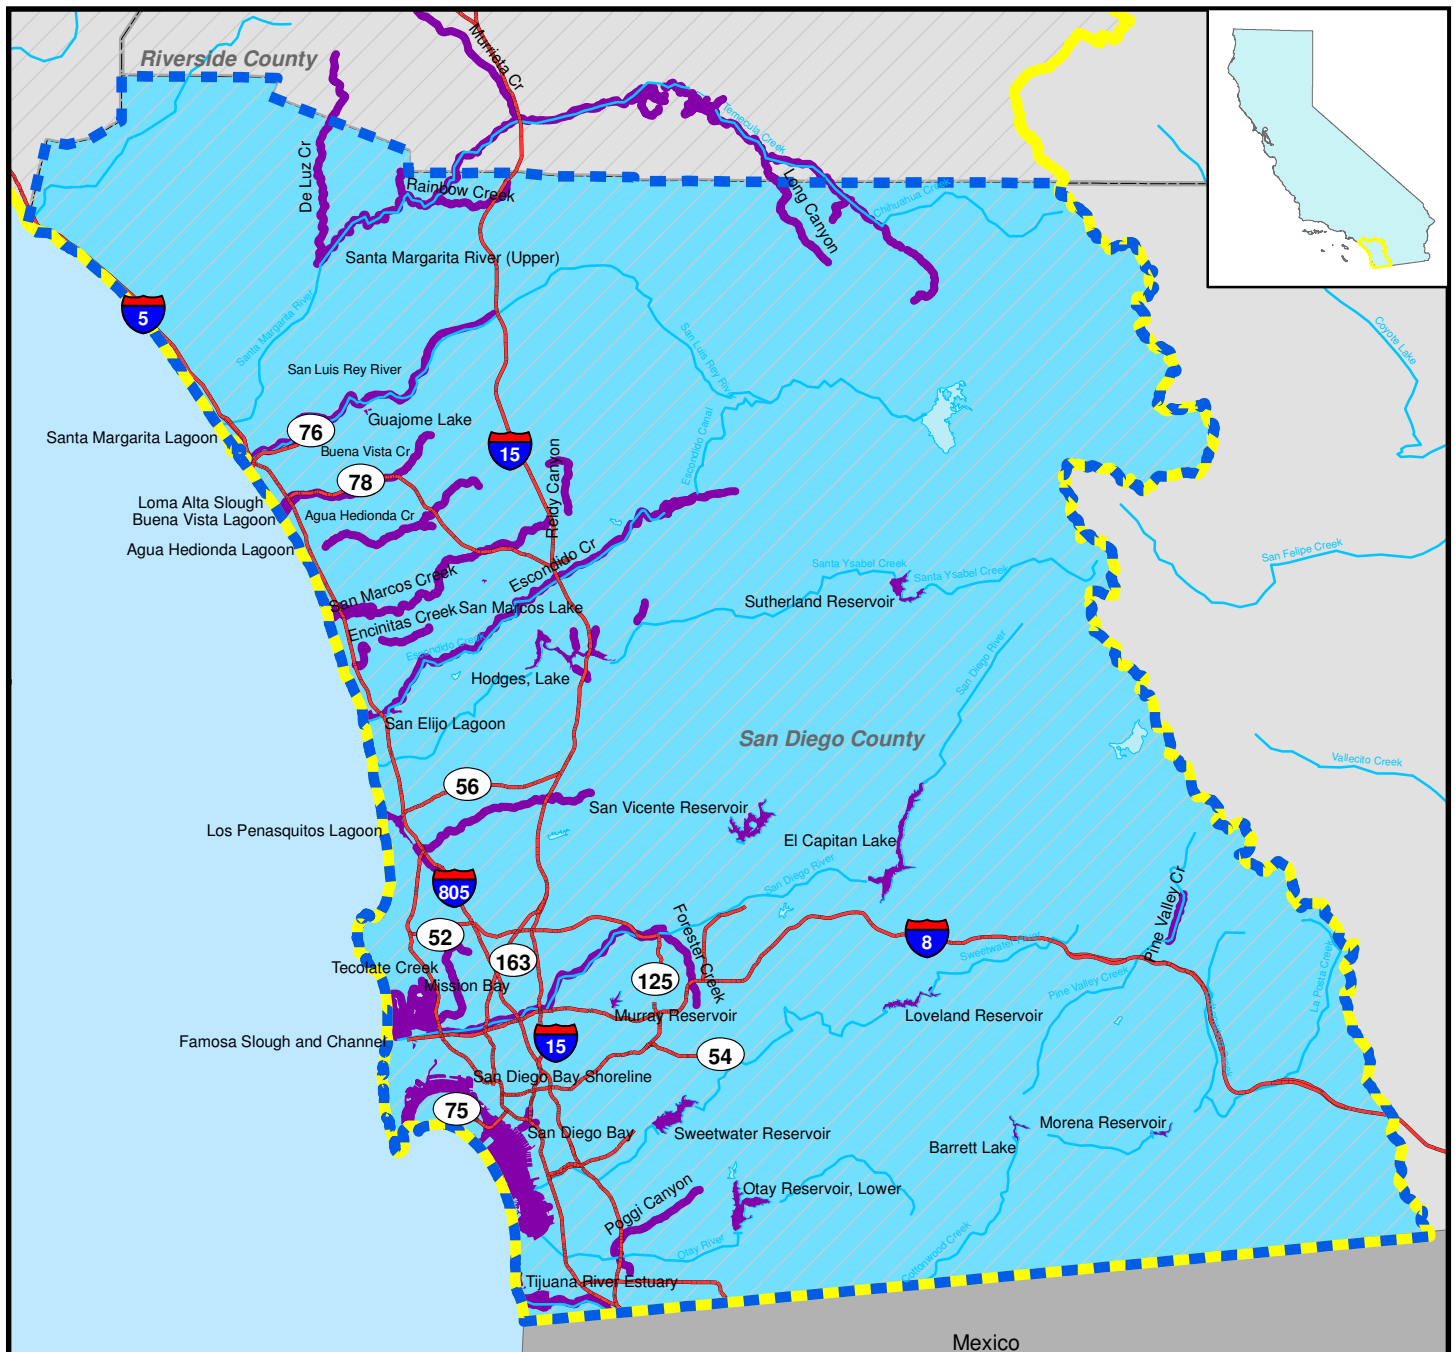 Riverside County
Murrieta Cr
Temecula Creek
De Luz Cr
Rainbow Creek
Long Canyon
Chihuahua Creek
Santa Margarita River (Upper)
5
Santa Margarita River
Coyote Lake
San Luis Rey River
San Luis Rey River
Guajome Lake
76
Santa Margarita Lagoon
Buena Vista Cr
15
Escondido Canal
78
Reidy Canyon
Loma Alta Slough
Buena Vista Lagoon
Agua Hedionda Cr
Agua Hedionda Lagoon
San Felipe Creek
Escondido Cr
Santa Ysabel Creek
Santa Ysabel Creek
San Marcos Creek
San Marcos Lake
Sutherland Reservoir
Encinitas Creek
Escondido Creek
San Diego River
Hodges, Lake
San Elijo Lagoon
San Diego County
Vallecito Creek
56
San Vicente Reservoir
Los Penasquitos Lagoon
El Capitan Lake
San Diego River
805
Pine Valley Cr
52
163
Forester Creek
8
Sweetwater River
Tecolate Creek
Mission Bay
125
Pine Valley Creek
La Posta Creek
Murray Reservoir
Loveland Reservoir
Famosa Slough and Channel
15
54
San Diego Bay Shoreline
75
San Diego Bay
Sweetwater Reservoir
Morena Reservoir
Barrett Lake
Poggi Canyon
Otay Reservoir, Lower
Otay River
Cottonwood Creek
Tijuana River Estuary
Mexico